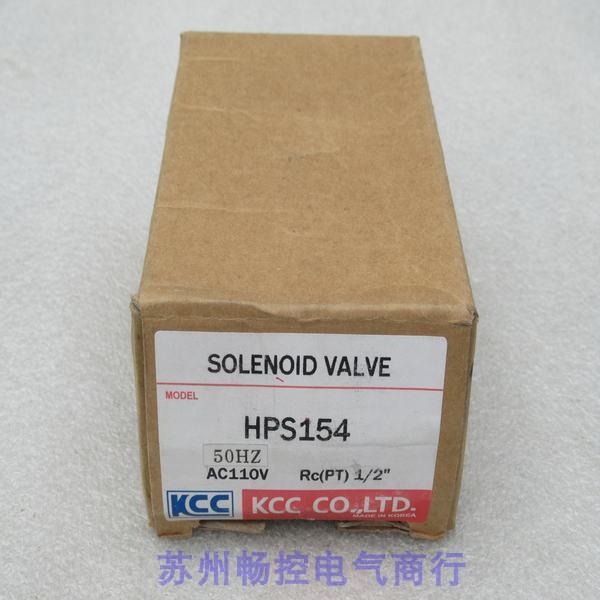 SOLENOID VALVE
MODEL
HPS154
50HZ
AC110V Rc(PT) 1/2"
KCC KCC CO.,LTD.
MADE IN KOREA
苏州畅控电气商行